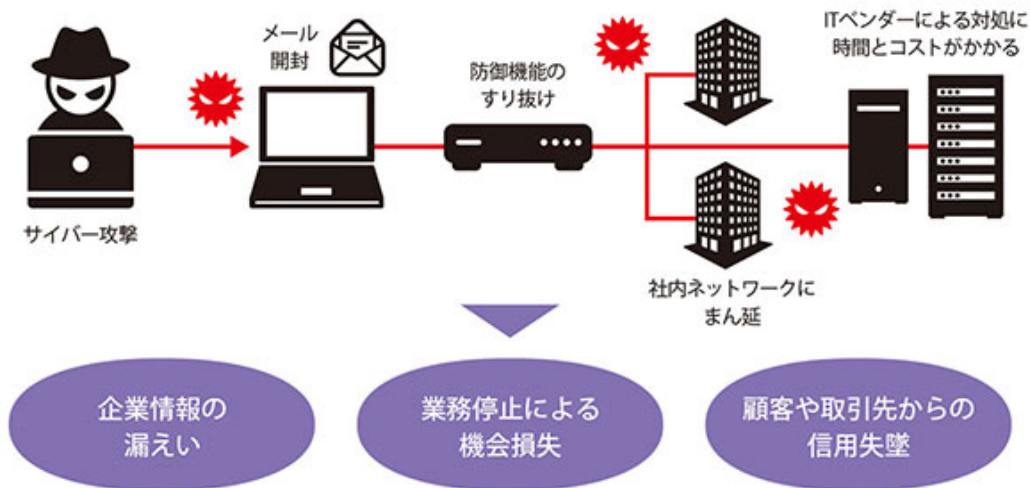 サイバー攻撃
メール
開封
防御機能の
すり抜け
社内ネットワークに
まん延
ITベンダーによる対処に
時間とコストがかかる
企業情報の
漏えい
業務停止による
機会損失
顧客や取引先からの
信用失墜